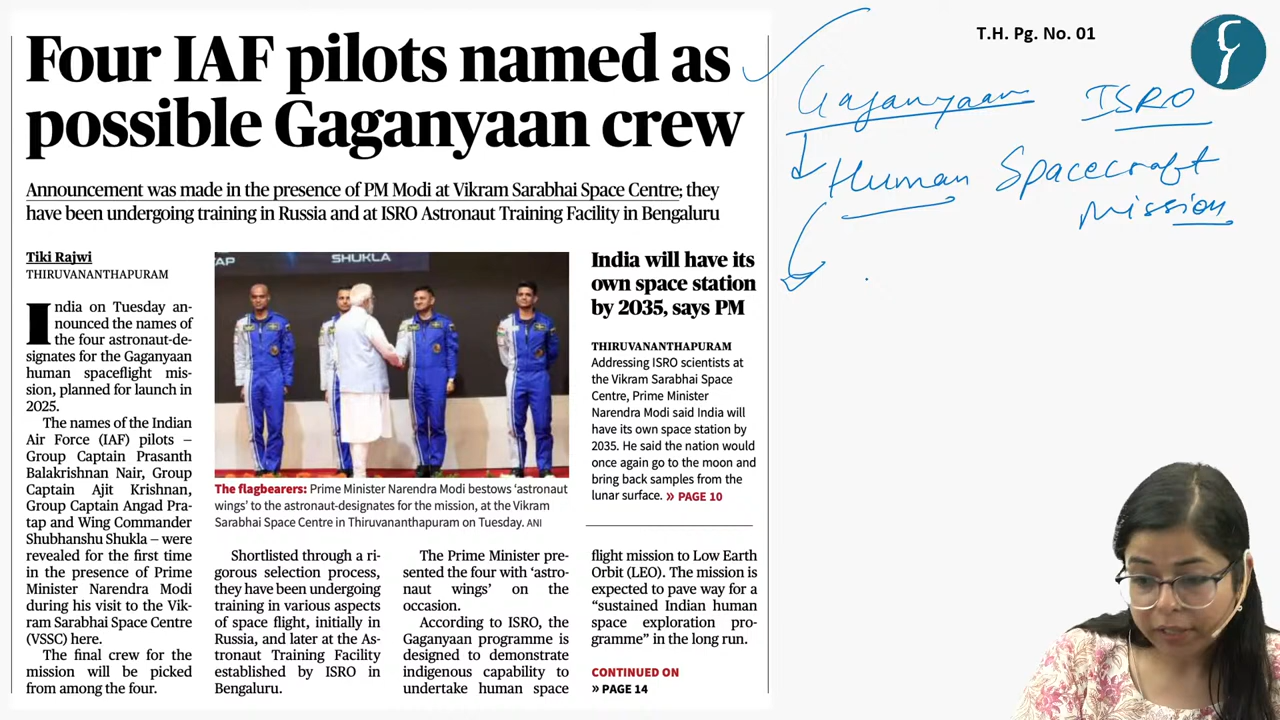 Four IAF pilots named as
possible Gaganyaan crew
Announcement was made in the presence of PM Modi at Vikram Sarabhai Space Centre; they
have been undergoing training in Russia and at ISRO Astronaut Training Facility in Bengaluru
Tiki Rajwi
THIRUVANANTHAPURAM
India on Tuesday an-
nounced the names of
the four astronaut-de-
signates for the Gaganyaan
human spaceflight mis-
sion, planned for launch in
2025.
The names of the Indian
Air Force (IAF) pilots –
Group Captain Prasanth
Balakrishnan Nair, Group
Captain Ajit Krishnan,
Group Captain Angad Pra-
tap and Wing Commander
Shubhanshu Shukla – were
revealed for the first time
in the presence of Prime
Minister Narendra Modi
during his visit to the Vik-
ram Sarabhai Space Centre
(VSSC) here.
The final crew for the
mission will be picked
from among the four.
TAP
SHUKLA
The flagbearers: Prime Minister Narendra Modi bestows ‘astronaut
wings’ to the astronaut-designates for the mission, at the Vikram
Sarabhai Space Centre in Thiruvananthapuram on Tuesday. ANI
Shortlisted through a ri-
gorous selection process,
they have been undergoing
training in various aspects
of space flight, initially in
Russia, and later at the As-
tronaut Training Facility
established by ISRO in
Bengaluru.
The Prime Minister pre-
sented the four with ‘astro-
naut wings’ on the
occasion.
According to ISRO, the
Gaganyaan programme is
designed to demonstrate
indigenous capability to
undertake human space
India will have its
own space station
by 2035, says PM
THIRUVANANTHAPURAM
Addressing ISRO scientists at
the Vikram Sarabhai Space
Centre, Prime Minister
Narendra Modi said India will
have its own space station by
2035. He said the nation would
once again go to the moon and
bring back samples from the
lunar surface. » PAGE 10
flight mission to Low Earth
Orbit (LEO). The mission is
expected to pave way for a
“sustained Indian human
space exploration pro-
gramme” in the long run.
CONTINUED ON
» PAGE 14
T.H. Pg. No. 01
Gaganyaan ISRO
Human Spacecraft
Mission